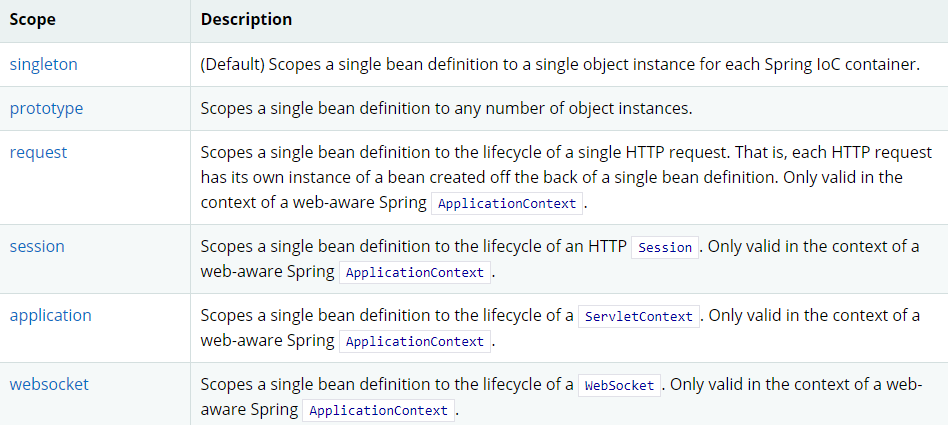 Scope Description
singleton (Default) Scopes a single bean definition to a single object instance for each Spring IoC container.
prototype Scopes a single bean definition to any number of object instances.
request Scopes a single bean definition to the lifecycle of a single HTTP request. That is, each HTTP request
has its own instance of a bean created off the back of a single bean definition. Only valid in the
context of a web-aware Spring ApplicationContext.
session Scopes a single bean definition to the lifecycle of an HTTP Session. Only valid in the context of a
web-aware Spring ApplicationContext.
application Scopes a single bean definition to the lifecycle of a ServletContext. Only valid in the context of a
web-aware Spring ApplicationContext.
websocket Scopes a single bean definition to the lifecycle of a WebSocket. Only valid in the context of a web-
aware Spring ApplicationContext.